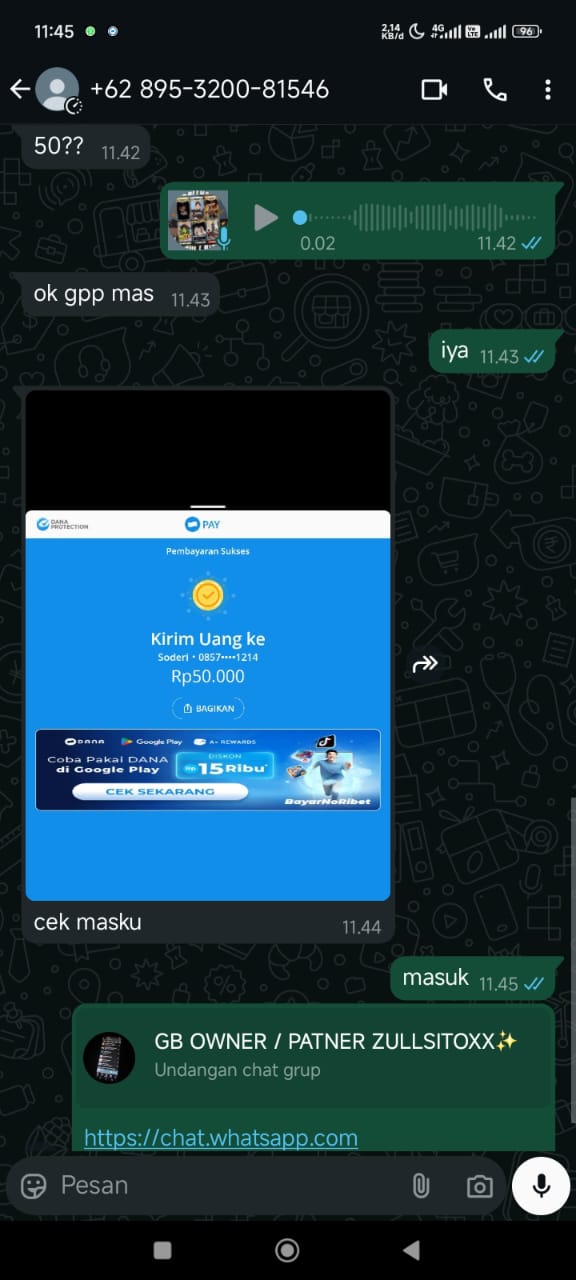 11:45
2,14 KB/d 4G Vo LTE 96
+62 895-3200-81546
50?? 11.42
0.02 11.42
ok gpp mas 11.43
iya 11.43
DANA PROTECTION PAY
Pembayaran Sukses
Kirim Uang ke
Soderi • 0857••••1214
Rp50.000
BAGIKAN
DANA Google Play A+ REWARDS
Coba Pakai DANA
di Google Play
DISKON
Rp 15Ribu*
CEK SEKARANG
BayarNoRibet
cek masku 11.44
masuk 11.45
GB OWNER / PATNER ZULLSITOXX✨
Undangan chat grup
https://chat.whatsapp.com
Pesan